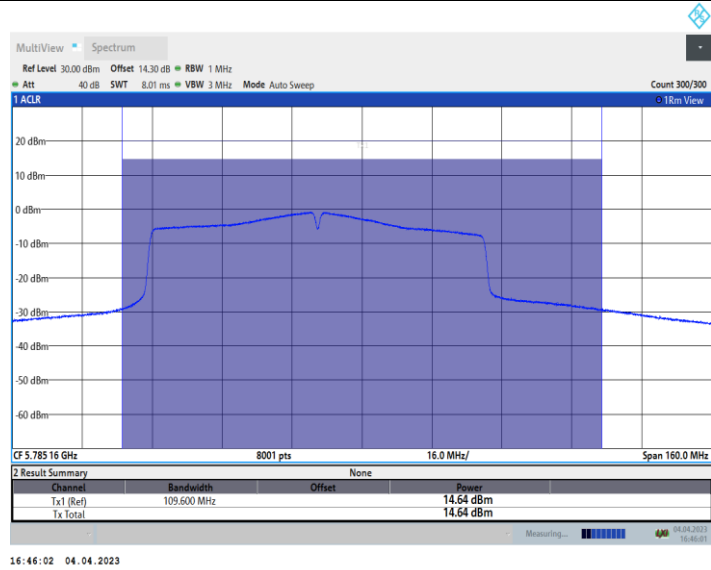 MultiView Spectrum
Ref Level 30.00 dBm Offset 14.30 dB RBW 1 MHz
Att 40 dB SWT 8.01 ms VBW 3 MHz Mode Auto Sweep Count 300/300
1 ACLR 1Rm View
20 dBm
10 dBm
0 dBm
-10 dBm
-20 dBm
-30 dBm
-40 dBm
-50 dBm
-60 dBm
CF 5.785 16 GHz 8001 pts 16.0 MHz/ Span 160.0 MHz
2 Result Summary None
Channel Bandwidth Offset Power
Tx1 (Ref) 109.600 MHz 14.64 dBm
Tx Total 14.64 dBm
Measuring... 04.04.2023
16:46:01
16:46:02 04.04.2023